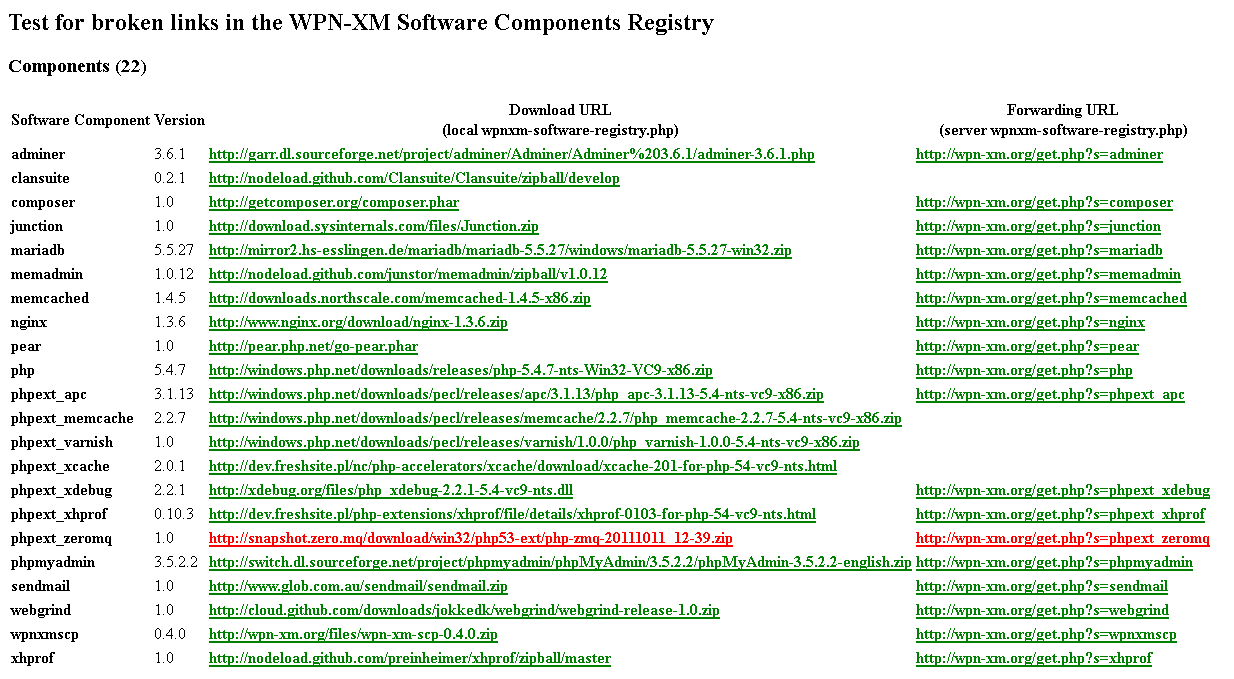 Test for broken links in the WPN-XM Software Components Registry
Components (22)
Software Component Version Download URL (local wpnxm-software-registry.php) Forwarding URL (server wpnxm-software-registry.php)
adminer 3.6.1 http://garr.dl.sourceforge.net/project/adminer/Adminer/Adminer%203.6.1/adminer-3.6.1.php http://wpn-xm.org/get.php?s=adminer
clansuite 0.2.1 http://nodeload.github.com/Clansuite/Clansuite/zipball/develop
composer 1.0 http://getcomposer.org/composer.phar http://wpn-xm.org/get.php?s=composer
junction 1.0 http://download.sysinternals.com/files/Junction.zip http://wpn-xm.org/get.php?s=junction
mariadb 5.5.27 http://mirror2.hs-esslingen.de/mariadb/mariadb-5.5.27/windows/mariadb-5.5.27-win32.zip http://wpn-xm.org/get.php?s=mariadb
memadmin 1.0.12 http://nodeload.github.com/junstor/memadmin/zipball/v1.0.12 http://wpn-xm.org/get.php?s=memadmin
memcached 1.4.5 http://downloads.northscale.com/memcached-1.4.5-x86.zip http://wpn-xm.org/get.php?s=memcached
nginx 1.3.6 http://www.nginx.org/download/nginx-1.3.6.zip http://wpn-xm.org/get.php?s=nginx
pear 1.0 http://pear.php.net/go-pear.phar http://wpn-xm.org/get.php?s=pear
php 5.4.7 http://windows.php.net/downloads/releases/php-5.4.7-nts-Win32-VC9-x86.zip http://wpn-xm.org/get.php?s=php
phpext_apc 3.1.13 http://windows.php.net/downloads/pecl/releases/apc/3.1.13/php_apc-3.1.13-5.4-nts-vc9-x86.zip http://wpn-xm.org/get.php?s=phpext_apc
phpext_memcache 2.2.7 http://windows.php.net/downloads/pecl/releases/memcache/2.2.7/php_memcache-2.2.7-5.4-nts-vc9-x86.zip
phpext_varnish 1.0 http://windows.php.net/downloads/pecl/releases/varnish/1.0.0/php_varnish-1.0.0-5.4-nts-vc9-x86.zip
phpext_xcache 2.0.1 http://dev.freshsite.pl/nc/php-accelerators/xcache/download/xcache-201-for-php-54-vc9-nts.html
phpext_xdebug 2.2.1 http://xdebug.org/files/php_xdebug-2.2.1-5.4-vc9-nts.dll http://wpn-xm.org/get.php?s=phpext_xdebug
phpext_xhprof 0.10.3 http://dev.freshsite.pl/php-extensions/xhprof/file/details/xhprof-0103-for-php-54-vc9-nts.html http://wpn-xm.org/get.php?s=phpext_xhprof
phpext_zeromq 1.0 http://snapshot.zero.mq/download/win32/php53-ext/php-zmq-20111011_12-39.zip http://wpn-xm.org/get.php?s=phpext_zeromq
phpmyadmin 3.5.2.2 http://switch.dl.sourceforge.net/project/phpmyadmin/phpMyAdmin/3.5.2.2/phpMyAdmin-3.5.2.2-english.zip http://wpn-xm.org/get.php?s=phpmyadmin
sendmail 1.0 http://www.glob.com.au/sendmail/sendmail.zip http://wpn-xm.org/get.php?s=sendmail
webgrind 1.0 http://cloud.github.com/downloads/jokkedk/webgrind/webgrind-release-1.0.zip http://wpn-xm.org/get.php?s=webgrind
wpnxmscp 0.4.0 http://wpn-xm.org/files/wpn-xm-scp-0.4.0.zip http://wpn-xm.org/get.php?s=wpnxmscp
xhprof 1.0 http://nodeload.github.com/preinheimer/xhprof/zipball/master http://wpn-xm.org/get.php?s=xhprof